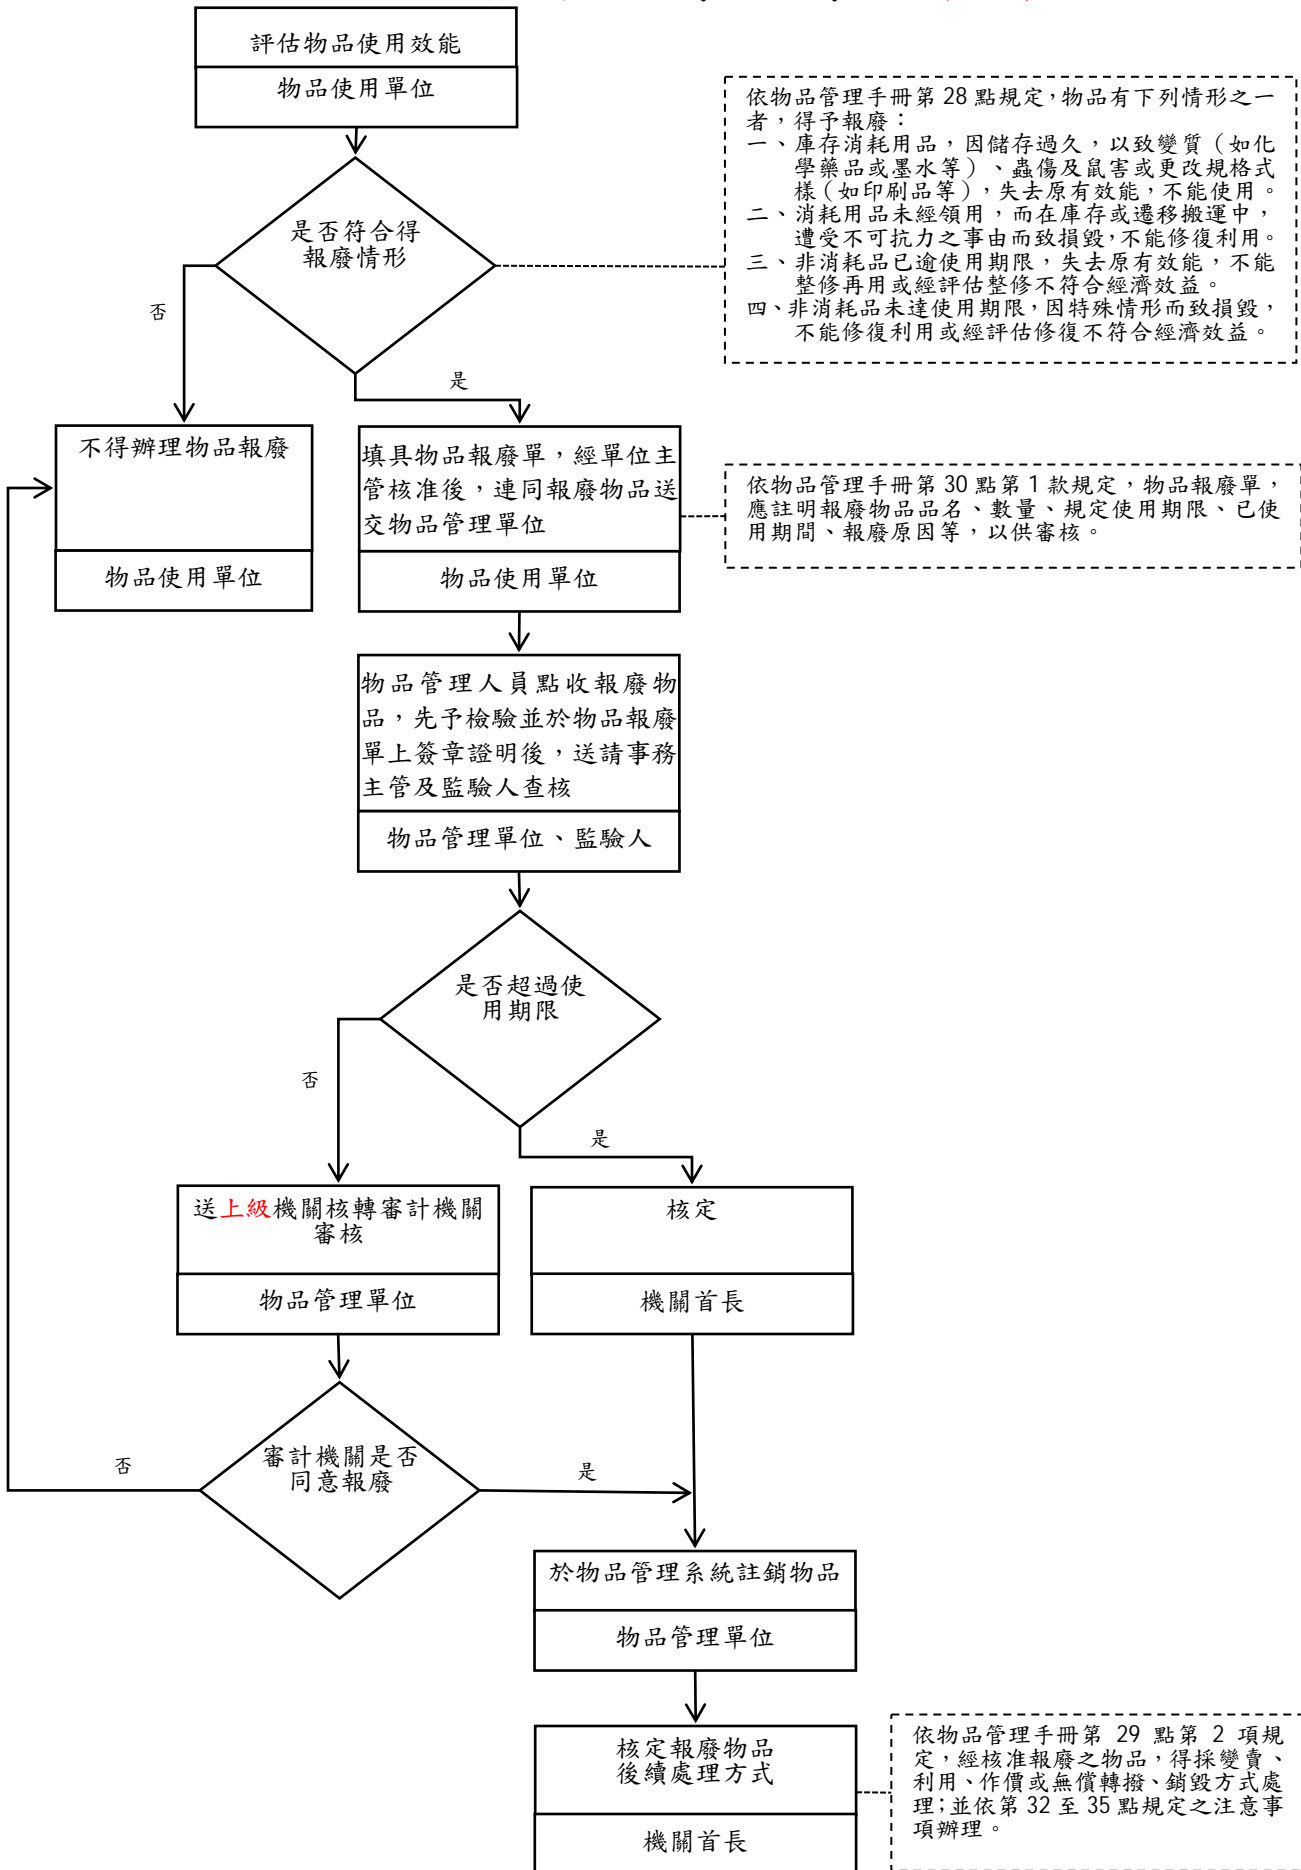 評估物品使用效能
物品使用單位
依物品管理手冊第 28 點規定，物品有下列情形之一
者，得予報廢：
一、庫存消耗用品，因儲存過久，以致變質（如化
學藥品或墨水等）、蟲傷及鼠害或更改規格式
樣（如印刷品等），失去原有效能，不能使用。
二、消耗用品未經領用，而在庫存或遷移搬運中，
遭受不可抗力之事由而致損毀，不能修復利用。
三、非消耗品已逾使用期限，失去原有效能，不能
整修再用或經評估整修不符合經濟效益。
四、非消耗品未達使用期限，因特殊情形而致損毀，
不能修復利用或經評估修復不符合經濟效益。
是否符合得
報廢情形
否
是
不得辦理物品報廢
物品使用單位
填具物品報廢單，經單位主
管核准後，連同報廢物品送
交物品管理單位
物品使用單位
依物品管理手冊第 30 點第 1 款規定，物品報廢單，
應註明報廢物品品名、數量、規定使用期限、已使
用期間、報廢原因等，以供審核。
物品管理人員點收報廢物
品，先予檢驗並於物品報廢
單上簽章證明後，送請事務
主管及監驗人查核
物品管理單位、監驗人
是否超過使
用期限
否
是
送上級機關核轉審計機關
審核
物品管理單位
核定
機關首長
審計機關是否
同意報廢
否
是
於物品管理系統註銷物品
物品管理單位
核定報廢物品
後續處理方式
機關首長
依物品管理手冊第 29 點第 2 項規
定，經核准報廢之物品，得採變賣、
利用、作價或無償轉撥、銷毀方式處
理；並依第 32 至 35 點規定之注意事
項辦理。